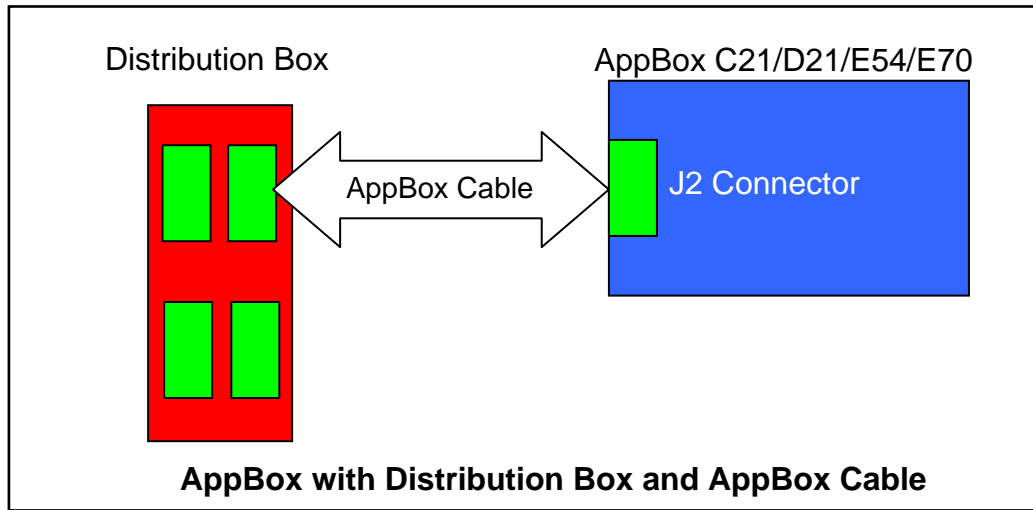 Distribution Box
AppBox C21/D21/E54/E70
AppBox Cable
J2 Connector
AppBox with Distribution Box and AppBox Cable